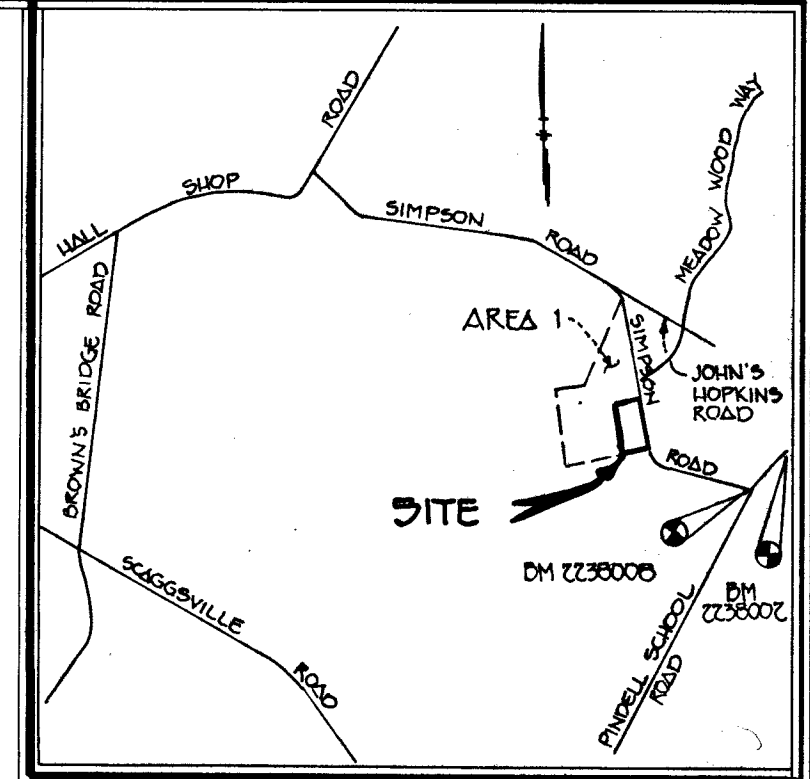 ROAD
HALL SHOP
SIMPSON ROAD
MEADOW WOOD WAY
BROWN'S BRIDGE ROAD
AREA 1
SIMPSON
JOHN'S
HOPKINS
ROAD
ROAD
SITE
BM 2238008
BM
2238002
SCAGGSVILLE ROAD
PINDELL SCHOOL
ROAD